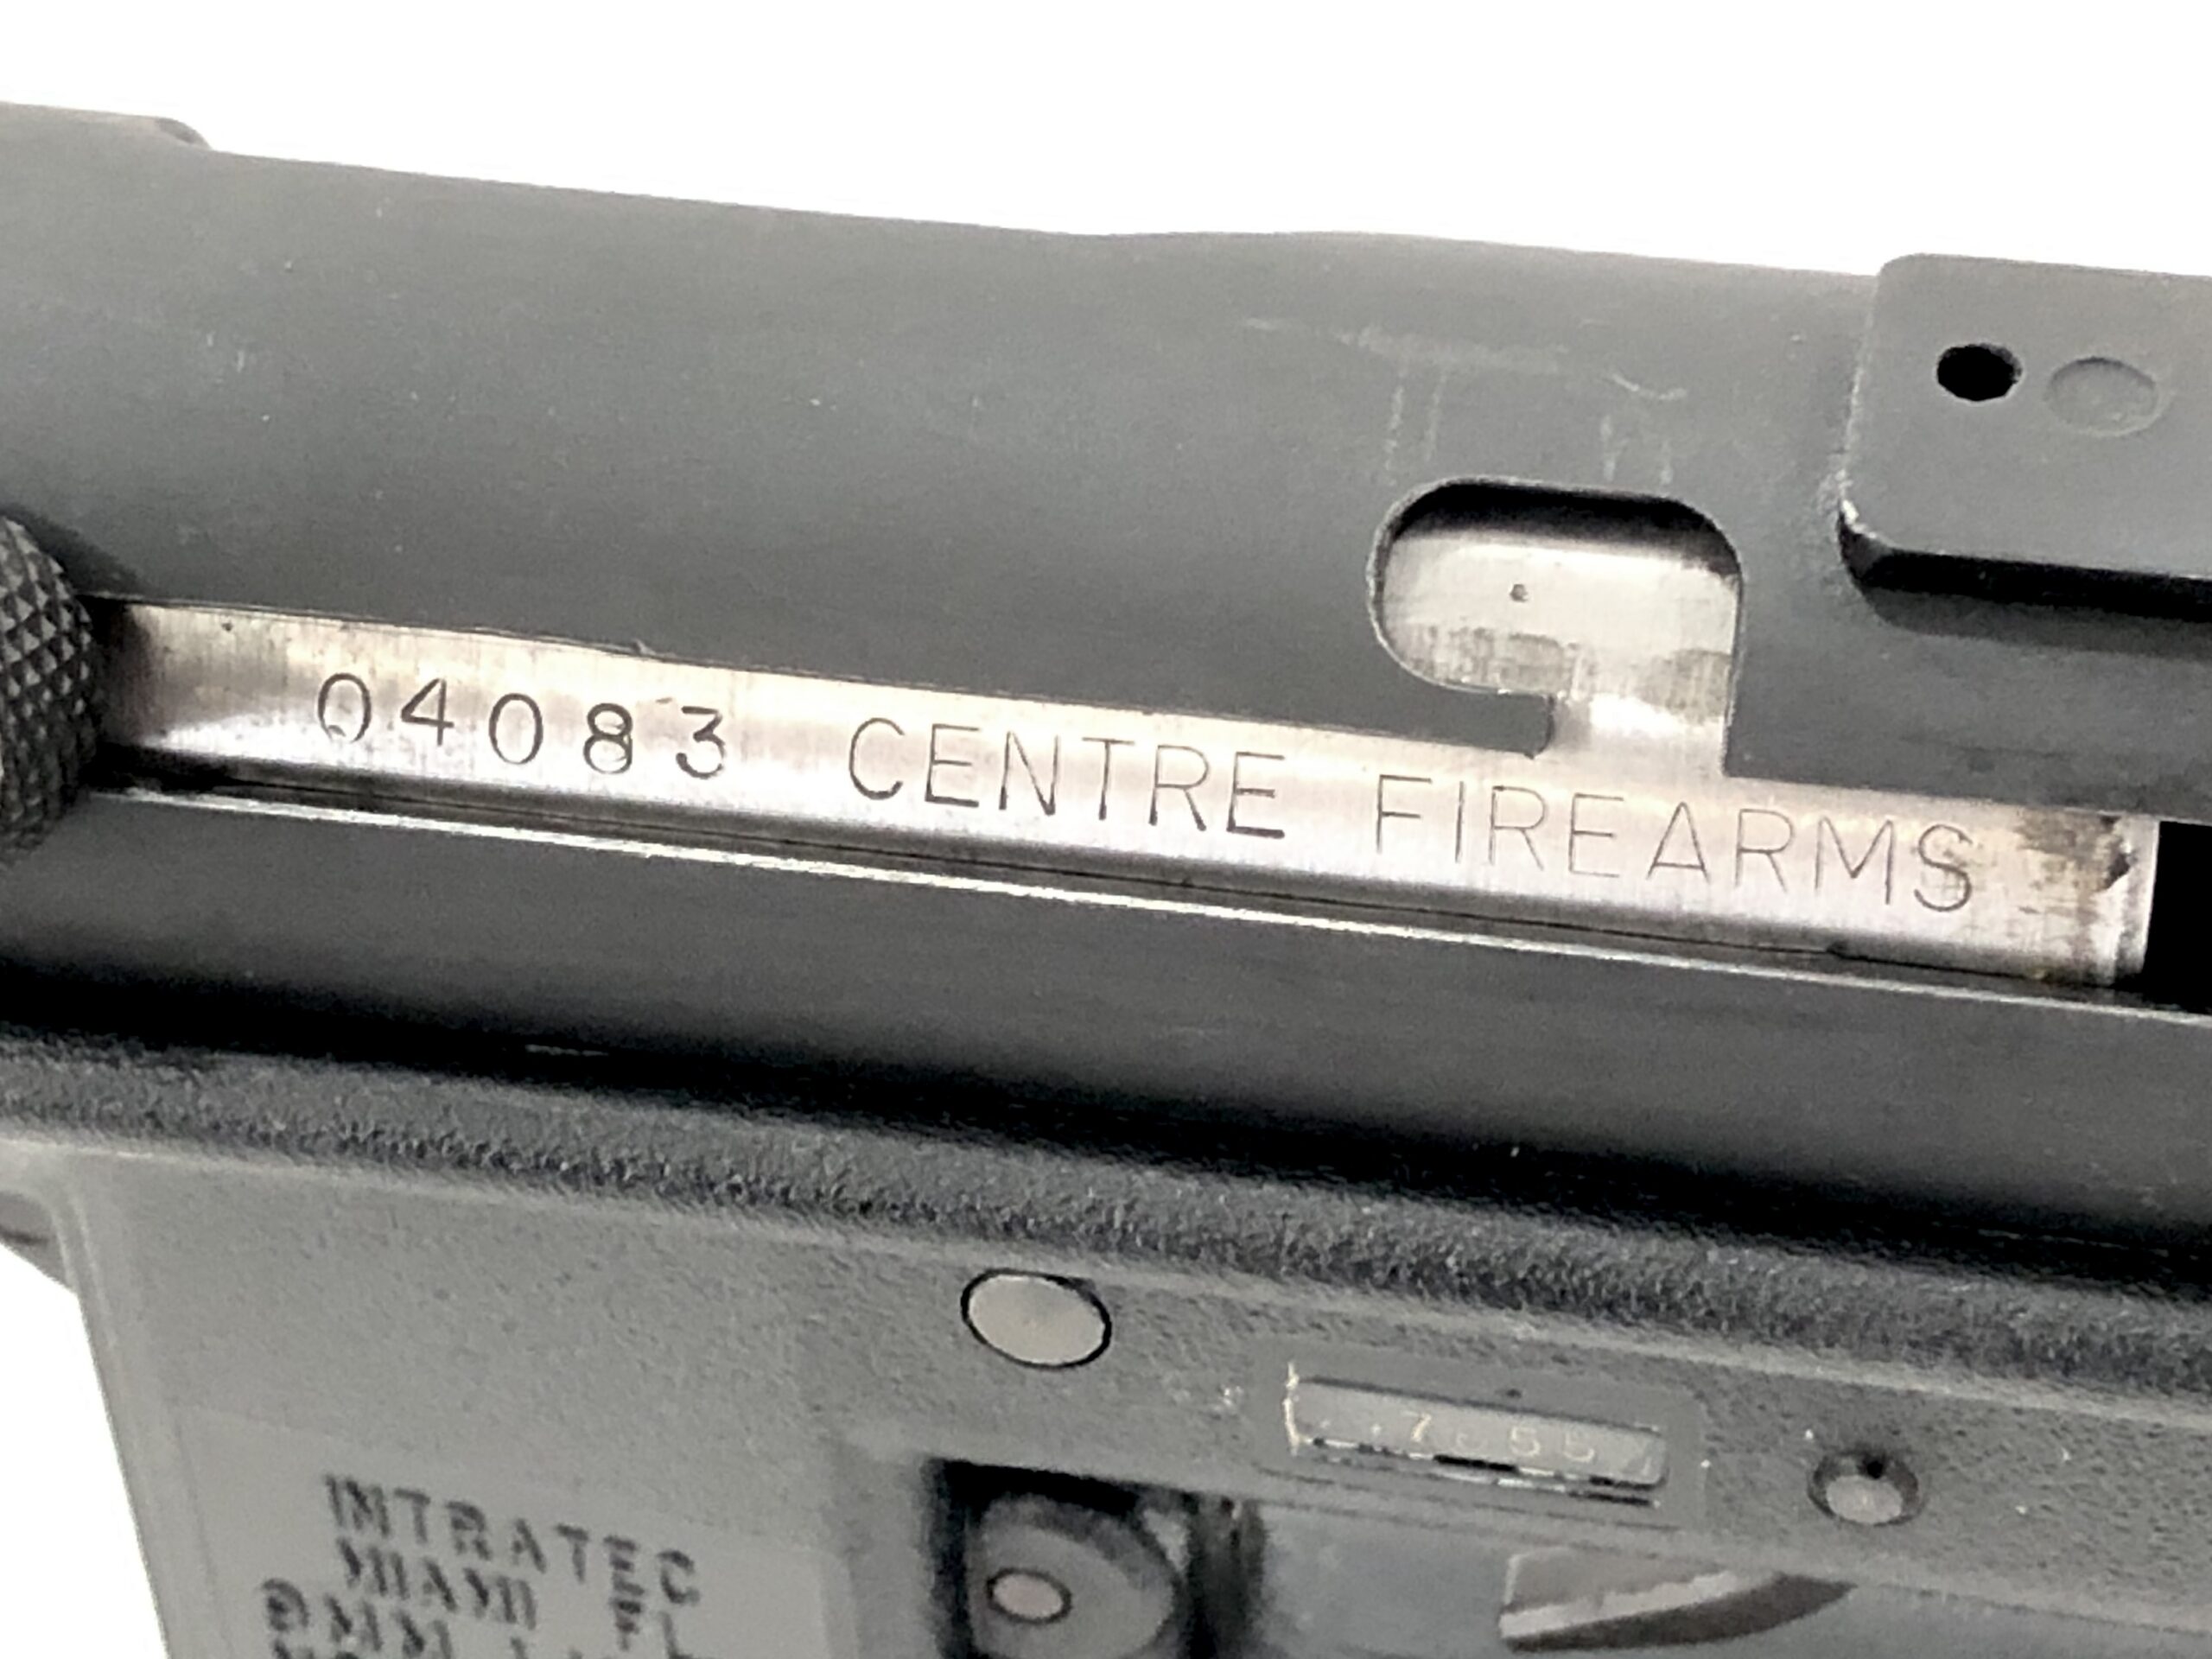 04083 CENTRE FIREARMS
INTRATEC
MIAMI FL